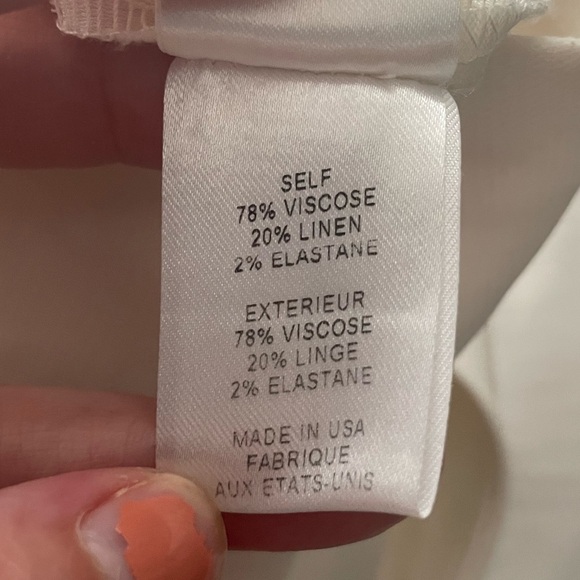 SELF
78% VISCOSE
20% LINEN
2% ELASTANE
EXTERIEUR
78% VISCOSE
20% LINGE
2% ELASTANE
MADE IN USA
FABRIQUE
AUX ETATS-UNIS